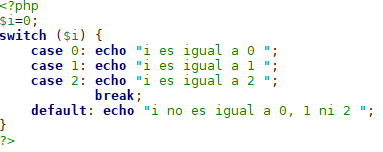 <?php
$i=0;
switch ($i) {
    case 0: echo "i es igual a 0 ";
    case 1: echo "i es igual a 1 ";
    case 2: echo "i es igual a 2 ";
            break;
    default: echo "i no es igual a 0, 1 ni 2 ";
}
?>